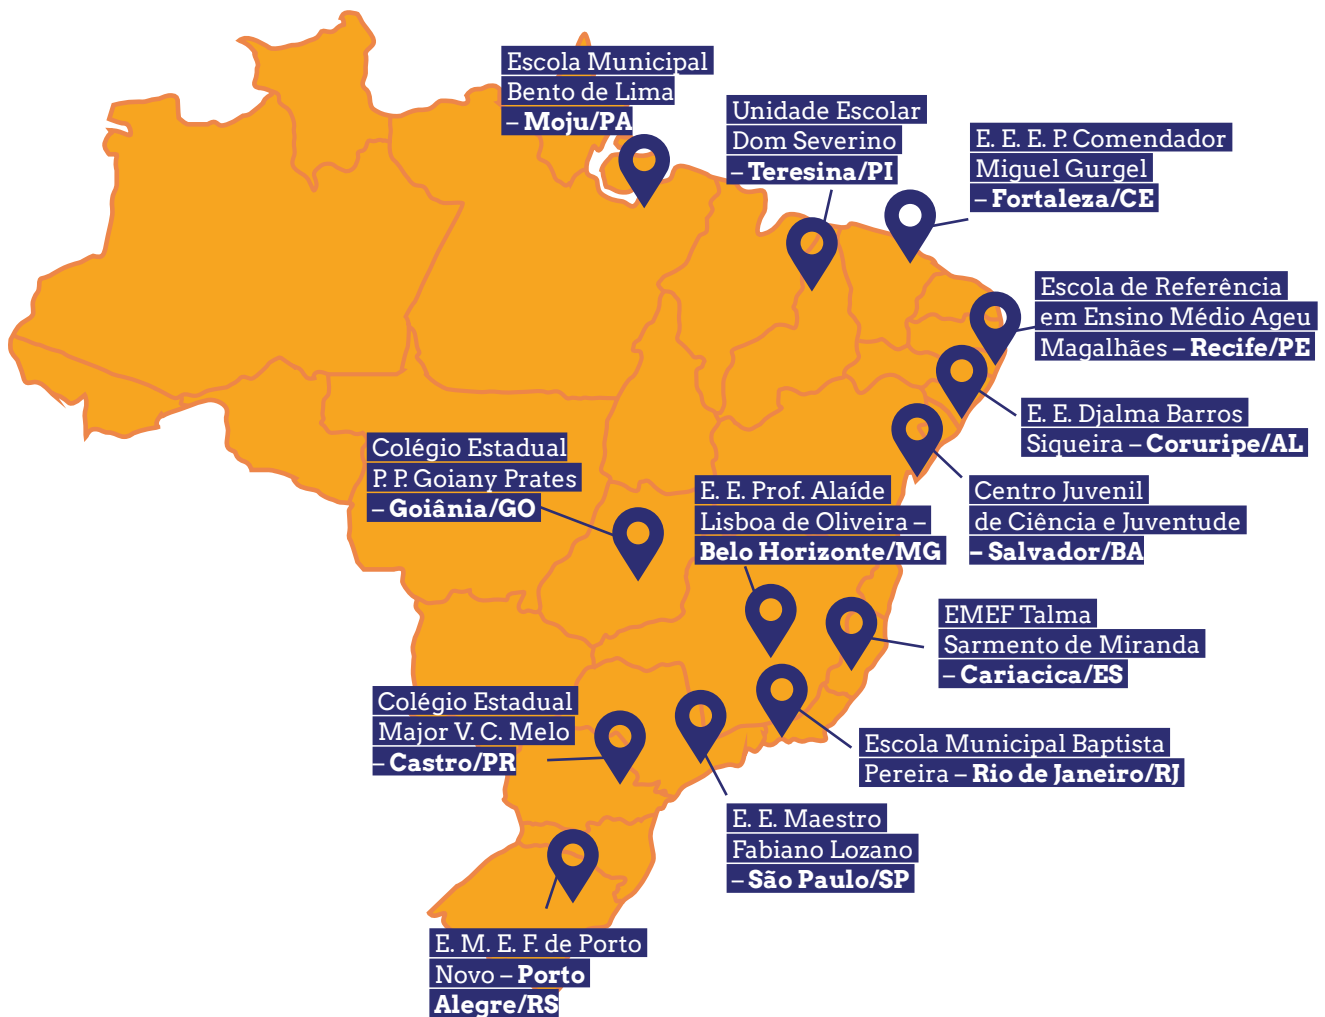 Escola Municipal
Bento de Lima
– Moju/PA
Unidade Escolar
Dom Severino
– Teresina/PI
E. E. E. P. Comendador
Miguel Gurgel
– Fortaleza/CE
Escola de Referência
em Ensino Médio Ageu
Magalhães – Recife/PE
E. E. Djalma Barros
Siqueira – Coruripe/AL
Colégio Estadual
P. P. Goiany Prates
– Goiânia/GO
E. E. Prof. Alaíde
Lisboa de Oliveira –
Belo Horizonte/MG
Centro Juvenil
de Ciência e Juventude
– Salvador/BA
EMEF Talma
Sarmento de Miranda
– Cariacica/ES
Colégio Estadual
Major V. C. Melo
– Castro/PR
Escola Municipal Baptista
Pereira – Rio de Janeiro/RJ
E. E. Maestro
Fabiano Lozano
– São Paulo/SP
E. M. E. F. de Porto
Novo – Porto
Alegre/RS